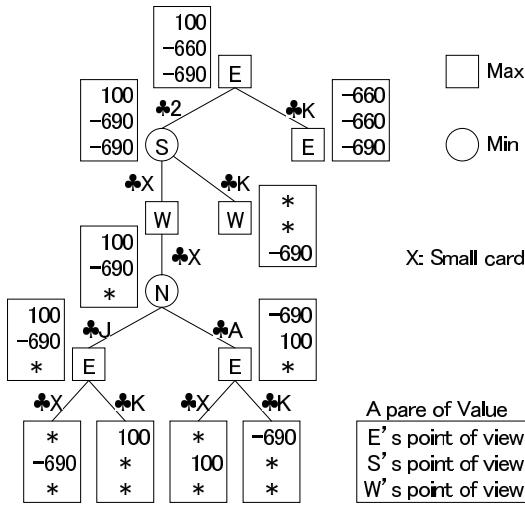 100
-660
-690
E
Max
100
-690
-690
♣2
♣K
-660
-660
-690
S
E
Min
♣X
♣K
W
W
*
*
-690
100
-690
*
♣X
X: Small card
N
100
-690
*
♣J
♣A
-690
100
*
E
E
♣X
♣K
♣X
♣K
*
-690
*
100
*
*
*
100
*
-690
*
*
A pare of Value
E's point of view
S's point of view
W's point of view